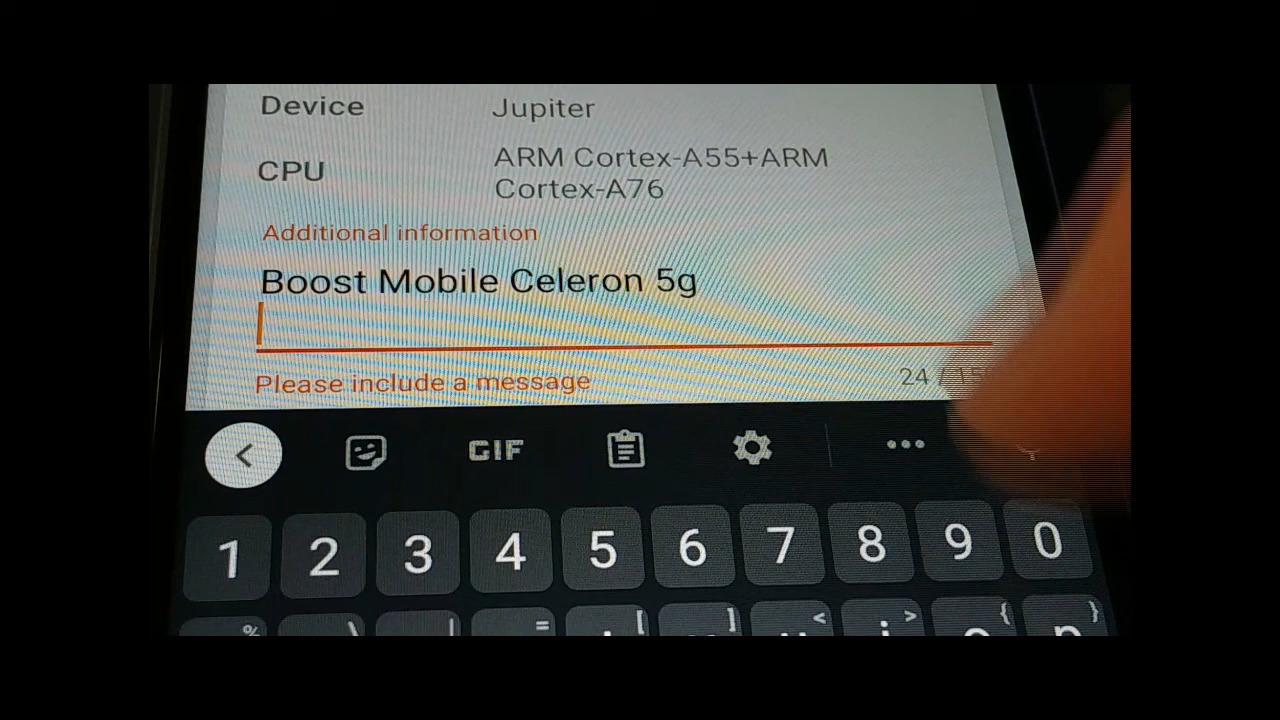 Device Jupiter
CPU ARM Cortex-A55+ARM
Cortex-A76
Additional information
Boost Mobile Celeron 5g
Please include a message 24 /
GIF
1 2 3 4 5 6 7 8 9 0
% \ | = [ ] < > { }